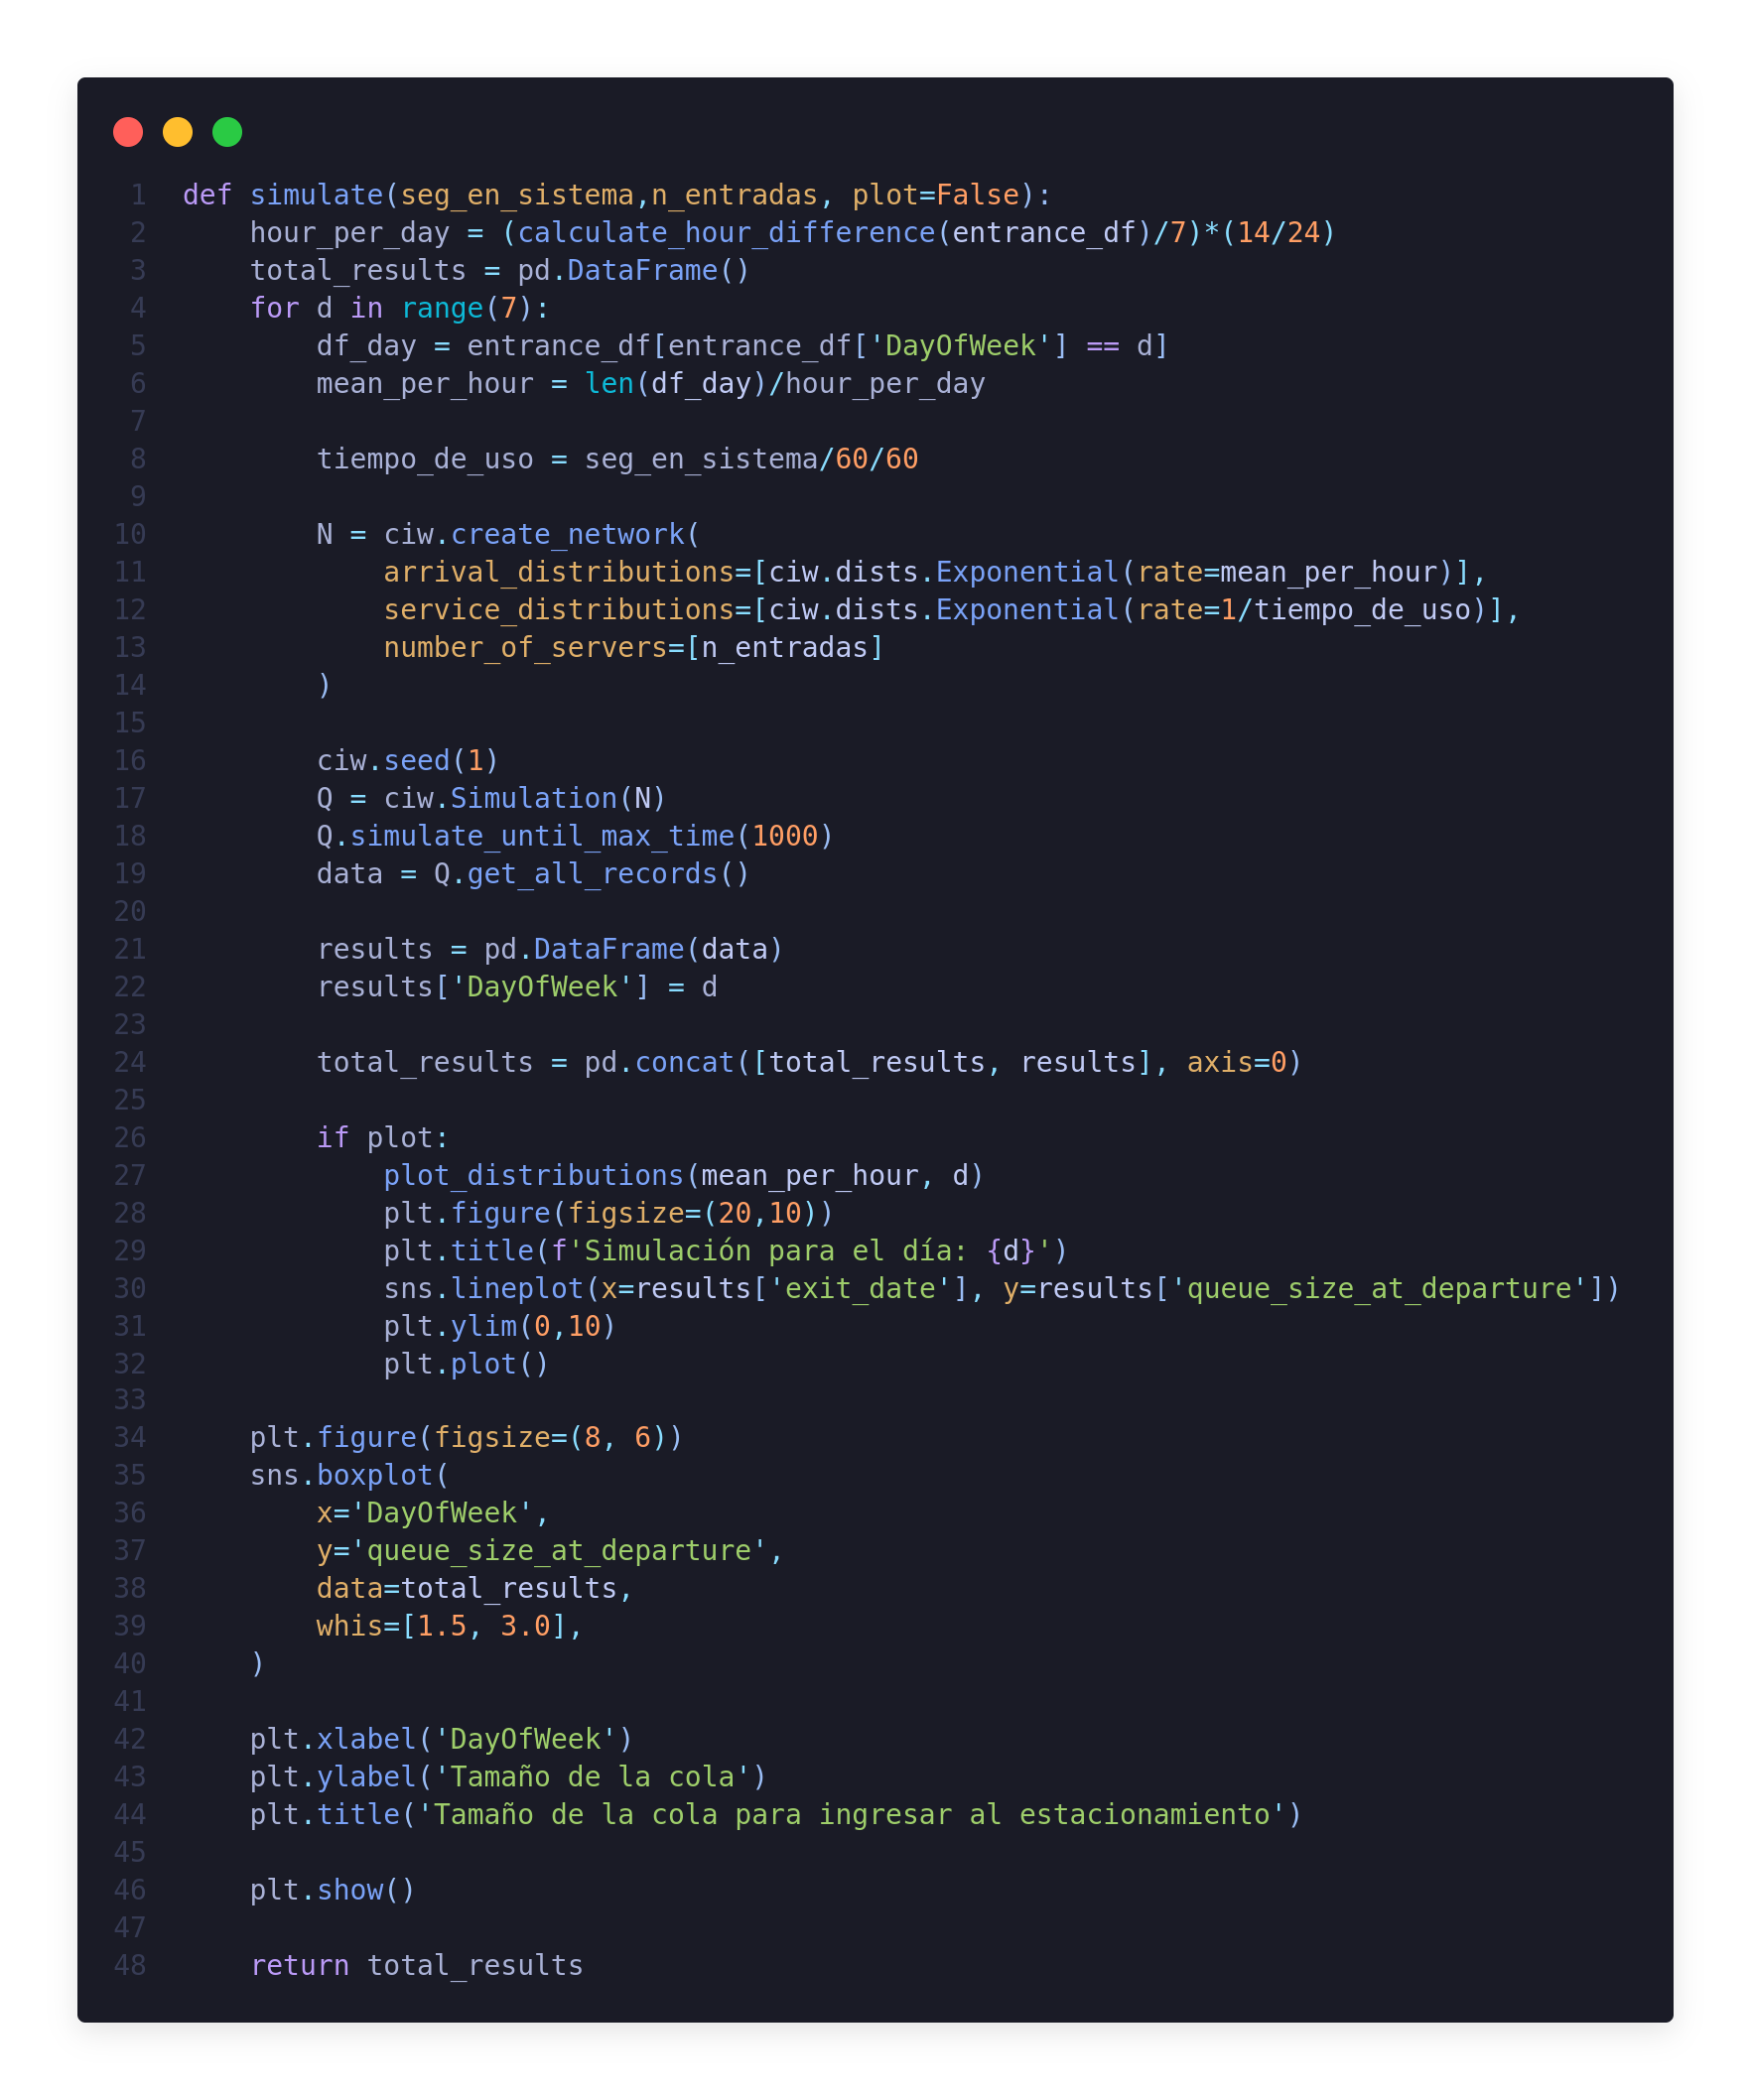 1 def simulate(seg_en_sistema,n_entradas, plot=False):
2     hour_per_day = (calculate_hour_difference(entrance_df)/7)*(14/24)
3     total_results = pd.DataFrame()
4     for d in range(7):
5         df_day = entrance_df[entrance_df['DayOfWeek'] == d]
6         mean_per_hour = len(df_day)/hour_per_day
7
8         tiempo_de_uso = seg_en_sistema/60/60
9
10         N = ciw.create_network(
11             arrival_distributions=[ciw.dists.Exponential(rate=mean_per_hour)],
12             service_distributions=[ciw.dists.Exponential(rate=1/tiempo_de_uso)],
13             number_of_servers=[n_entradas]
14         )
15
16         ciw.seed(1)
17         Q = ciw.Simulation(N)
18         Q.simulate_until_max_time(1000)
19         data = Q.get_all_records()
20
21         results = pd.DataFrame(data)
22         results['DayOfWeek'] = d
23
24         total_results = pd.concat([total_results, results], axis=0)
25
26         if plot:
27             plot_distributions(mean_per_hour, d)
28             plt.figure(figsize=(20,10))
29             plt.title(f'Simulación para el día: {d}')
30             sns.lineplot(x=results['exit_date'], y=results['queue_size_at_departure'])
31             plt.ylim(0,10)
32             plt.plot()
33
34     plt.figure(figsize=(8, 6))
35     sns.boxplot(
36         x='DayOfWeek',
37         y='queue_size_at_departure',
38         data=total_results,
39         whis=[1.5, 3.0],
40     )
41
42     plt.xlabel('DayOfWeek')
43     plt.ylabel('Tamaño de la cola')
44     plt.title('Tamaño de la cola para ingresar al estacionamiento')
45
46     plt.show()
47
48     return total_results